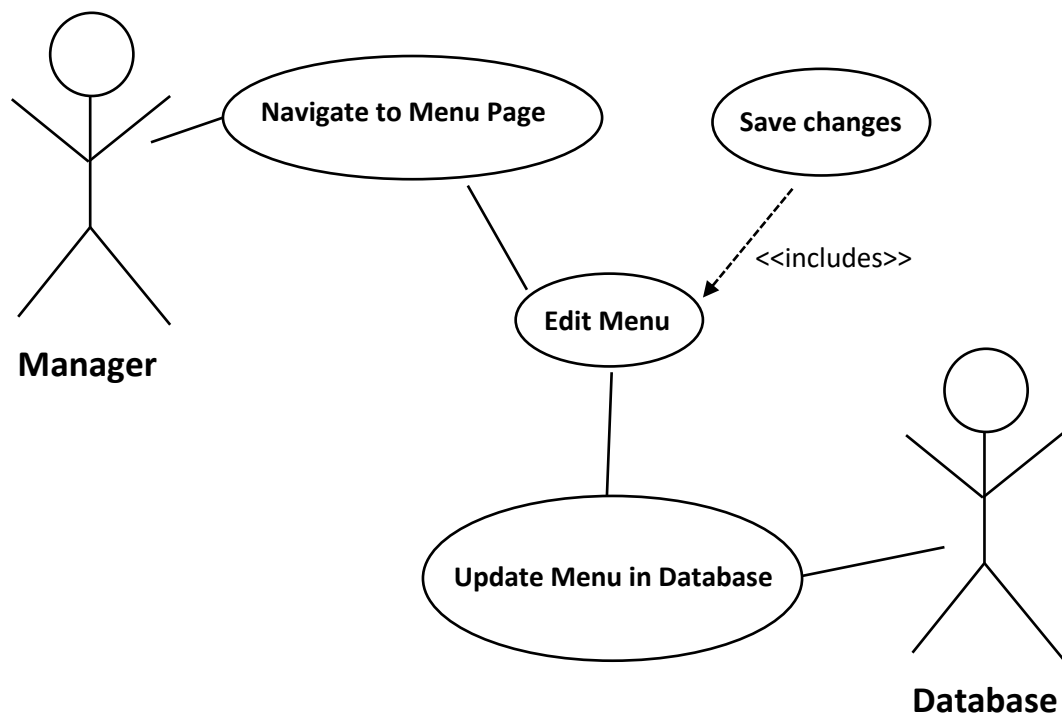 Navigate to Menu Page
Save changes
<<includes>>
Edit Menu
Manager
Update Menu in Database
Database